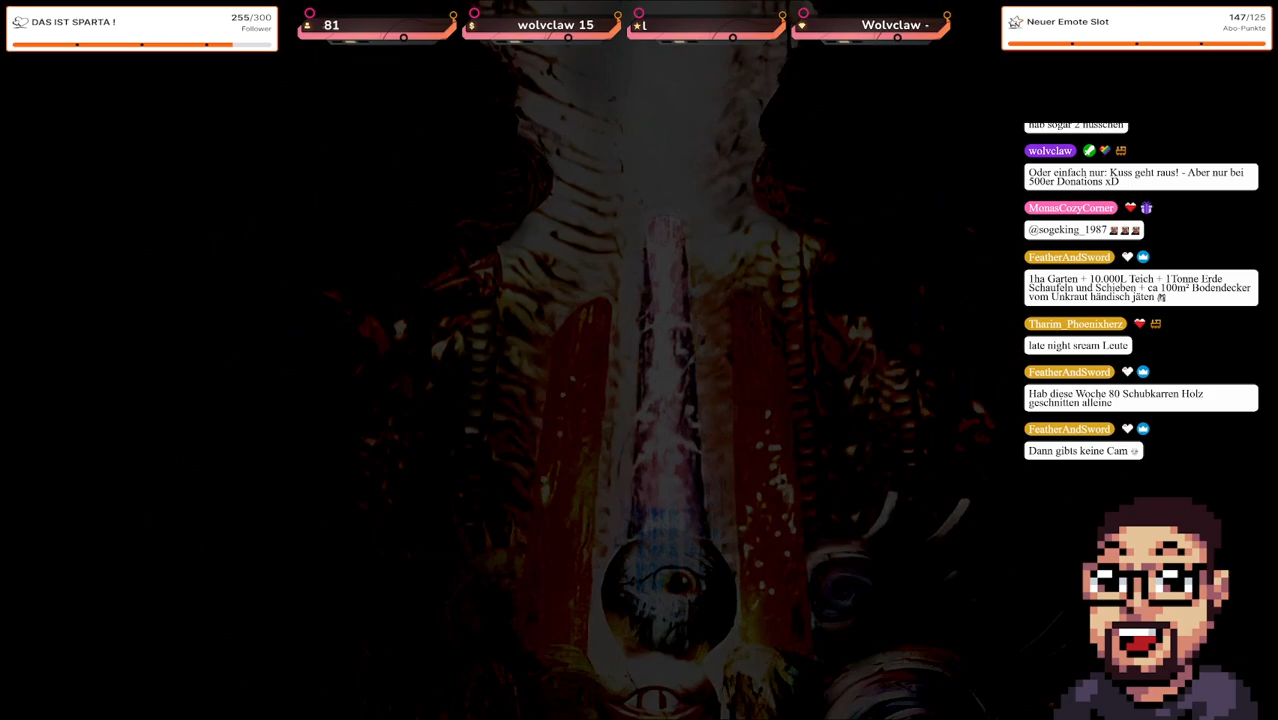 DAS IST SPARTA !
255/300
Follower
81
wolvclaw 15
Wolvclaw -
Neuer Emote Slot
147/125
Abo-Punkte
hab sogar 2 nüsschen
wolvclaw
Oder einfach nur: Kuss geht raus! - Aber nur bei
500er Donations xD
MonasCozyCorner
@sogeking_1987
FeatherAndSword
1ha Garten + 10.000L Teich + 1Tonne Erde
Schaufeln und Schieben + ca 100m² Bodendecker
vom Unkraut händisch jäten
Tharim_Phoenixherz
late night sream Leute
FeatherAndSword
Hab diese Woche 80 Schubkarren Holz
geschnitten alleine
FeatherAndSword
Dann gibts keine Cam